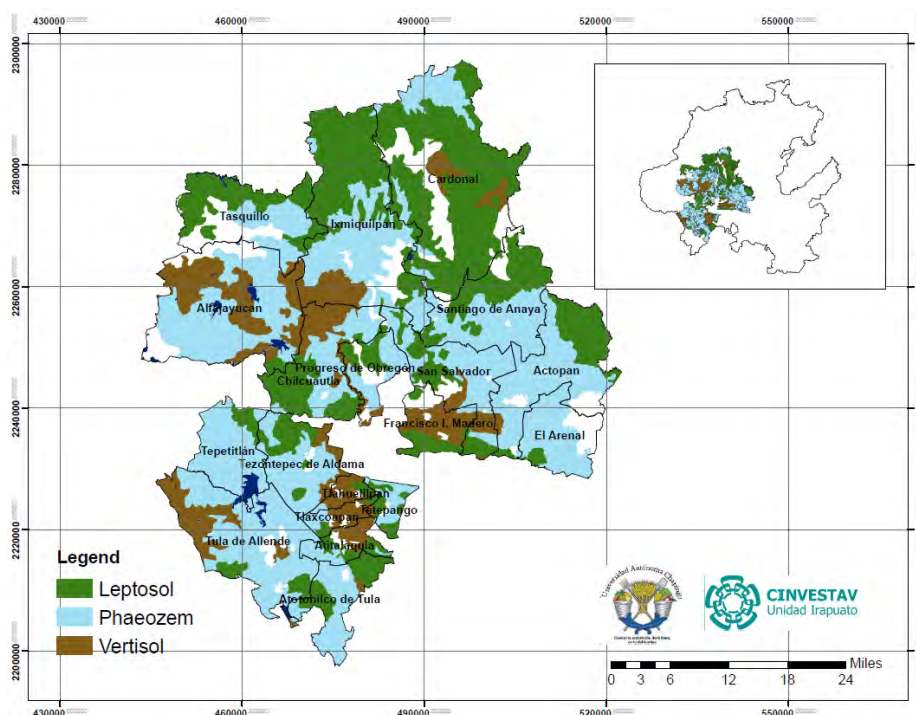 430000 460000 490000 520000 550000
2300000
2280000
Cardonal
Tasquillo
Ixmiquilpan
2260000
Alfajayucan
Santiago de Anaya
Progreso de Obregón
San Salvador
Actopan
Chilcuautla
2240000
Francisco I. Madero
El Arenal
Tepetitlán
Tezontepec de Aldama
Tlahuelilpan
Tetepango
Tlaxcoapan
2220000
Tula de Allende
Atitalaquia
Atotonilco de Tula
2200000
Legend
Leptosol
Phaeozem
Vertisol
Universidad Autónoma Chapingo
CINVESTAV
Unidad Irapuato
Miles
0 3 6 12 18 24
430000 460000 490000 520000 550000